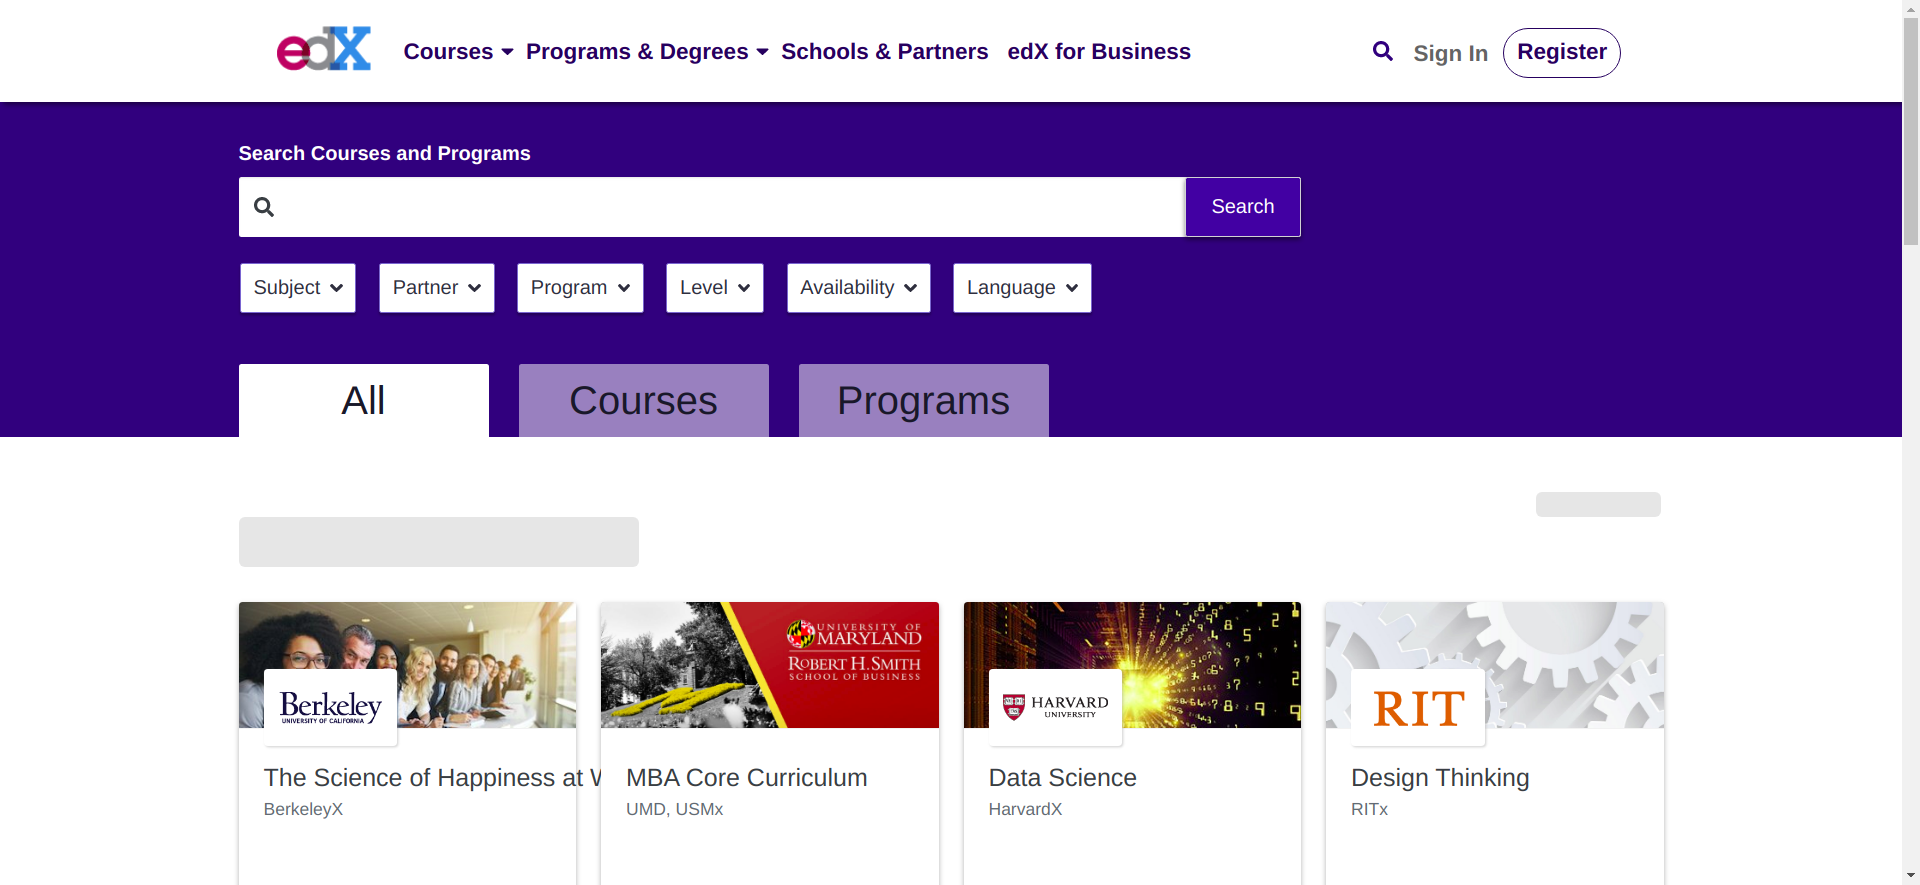 edX
Courses
Programs & Degrees
Schools & Partners
edX for Business
Sign In
Register
Search Courses and Programs
Search
Subject
Partner
Program
Level
Availability
Language
All
Courses
Programs
Berkeley
UNIVERSITY OF CALIFORNIA
UNIVERSITY OF
MARYLAND
ROBERT H. SMITH
SCHOOL OF BUSINESS
HARVARD
UNIVERSITY
RIT
The Science of Happiness at
BerkeleyX
MBA Core Curriculum
UMD, USMx
Data Science
HarvardX
Design Thinking
RITx